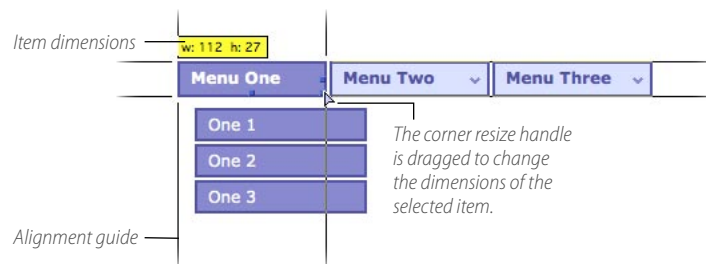 Item dimensions
w: 112 h: 27
Menu One
Menu Two
Menu Three
One 1
One 2
One 3
The corner resize handle
is dragged to change
the dimensions of the
selected item.
Alignment guide